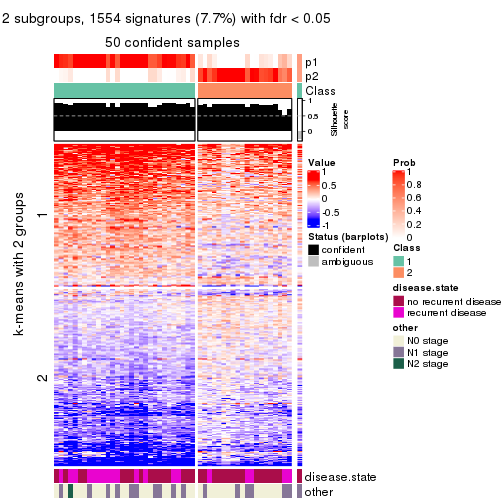 2 subgroups, 1554 signatures (7.7%) with fdr < 0.05
50 confident samples
p1
p2
Class
1
0.5
0
Silhouette
score
k-means with 2 groups
1
2
Value
1
0.5
0
-0.5
-1
Status (barplots)
confident
ambiguous
Prob
1
0.8
0.6
0.4
0.2
0
Class
1
2
disease.state
no recurrent disease
recurrent disease
other
N0 stage
N1 stage
N2 stage
disease.state
other